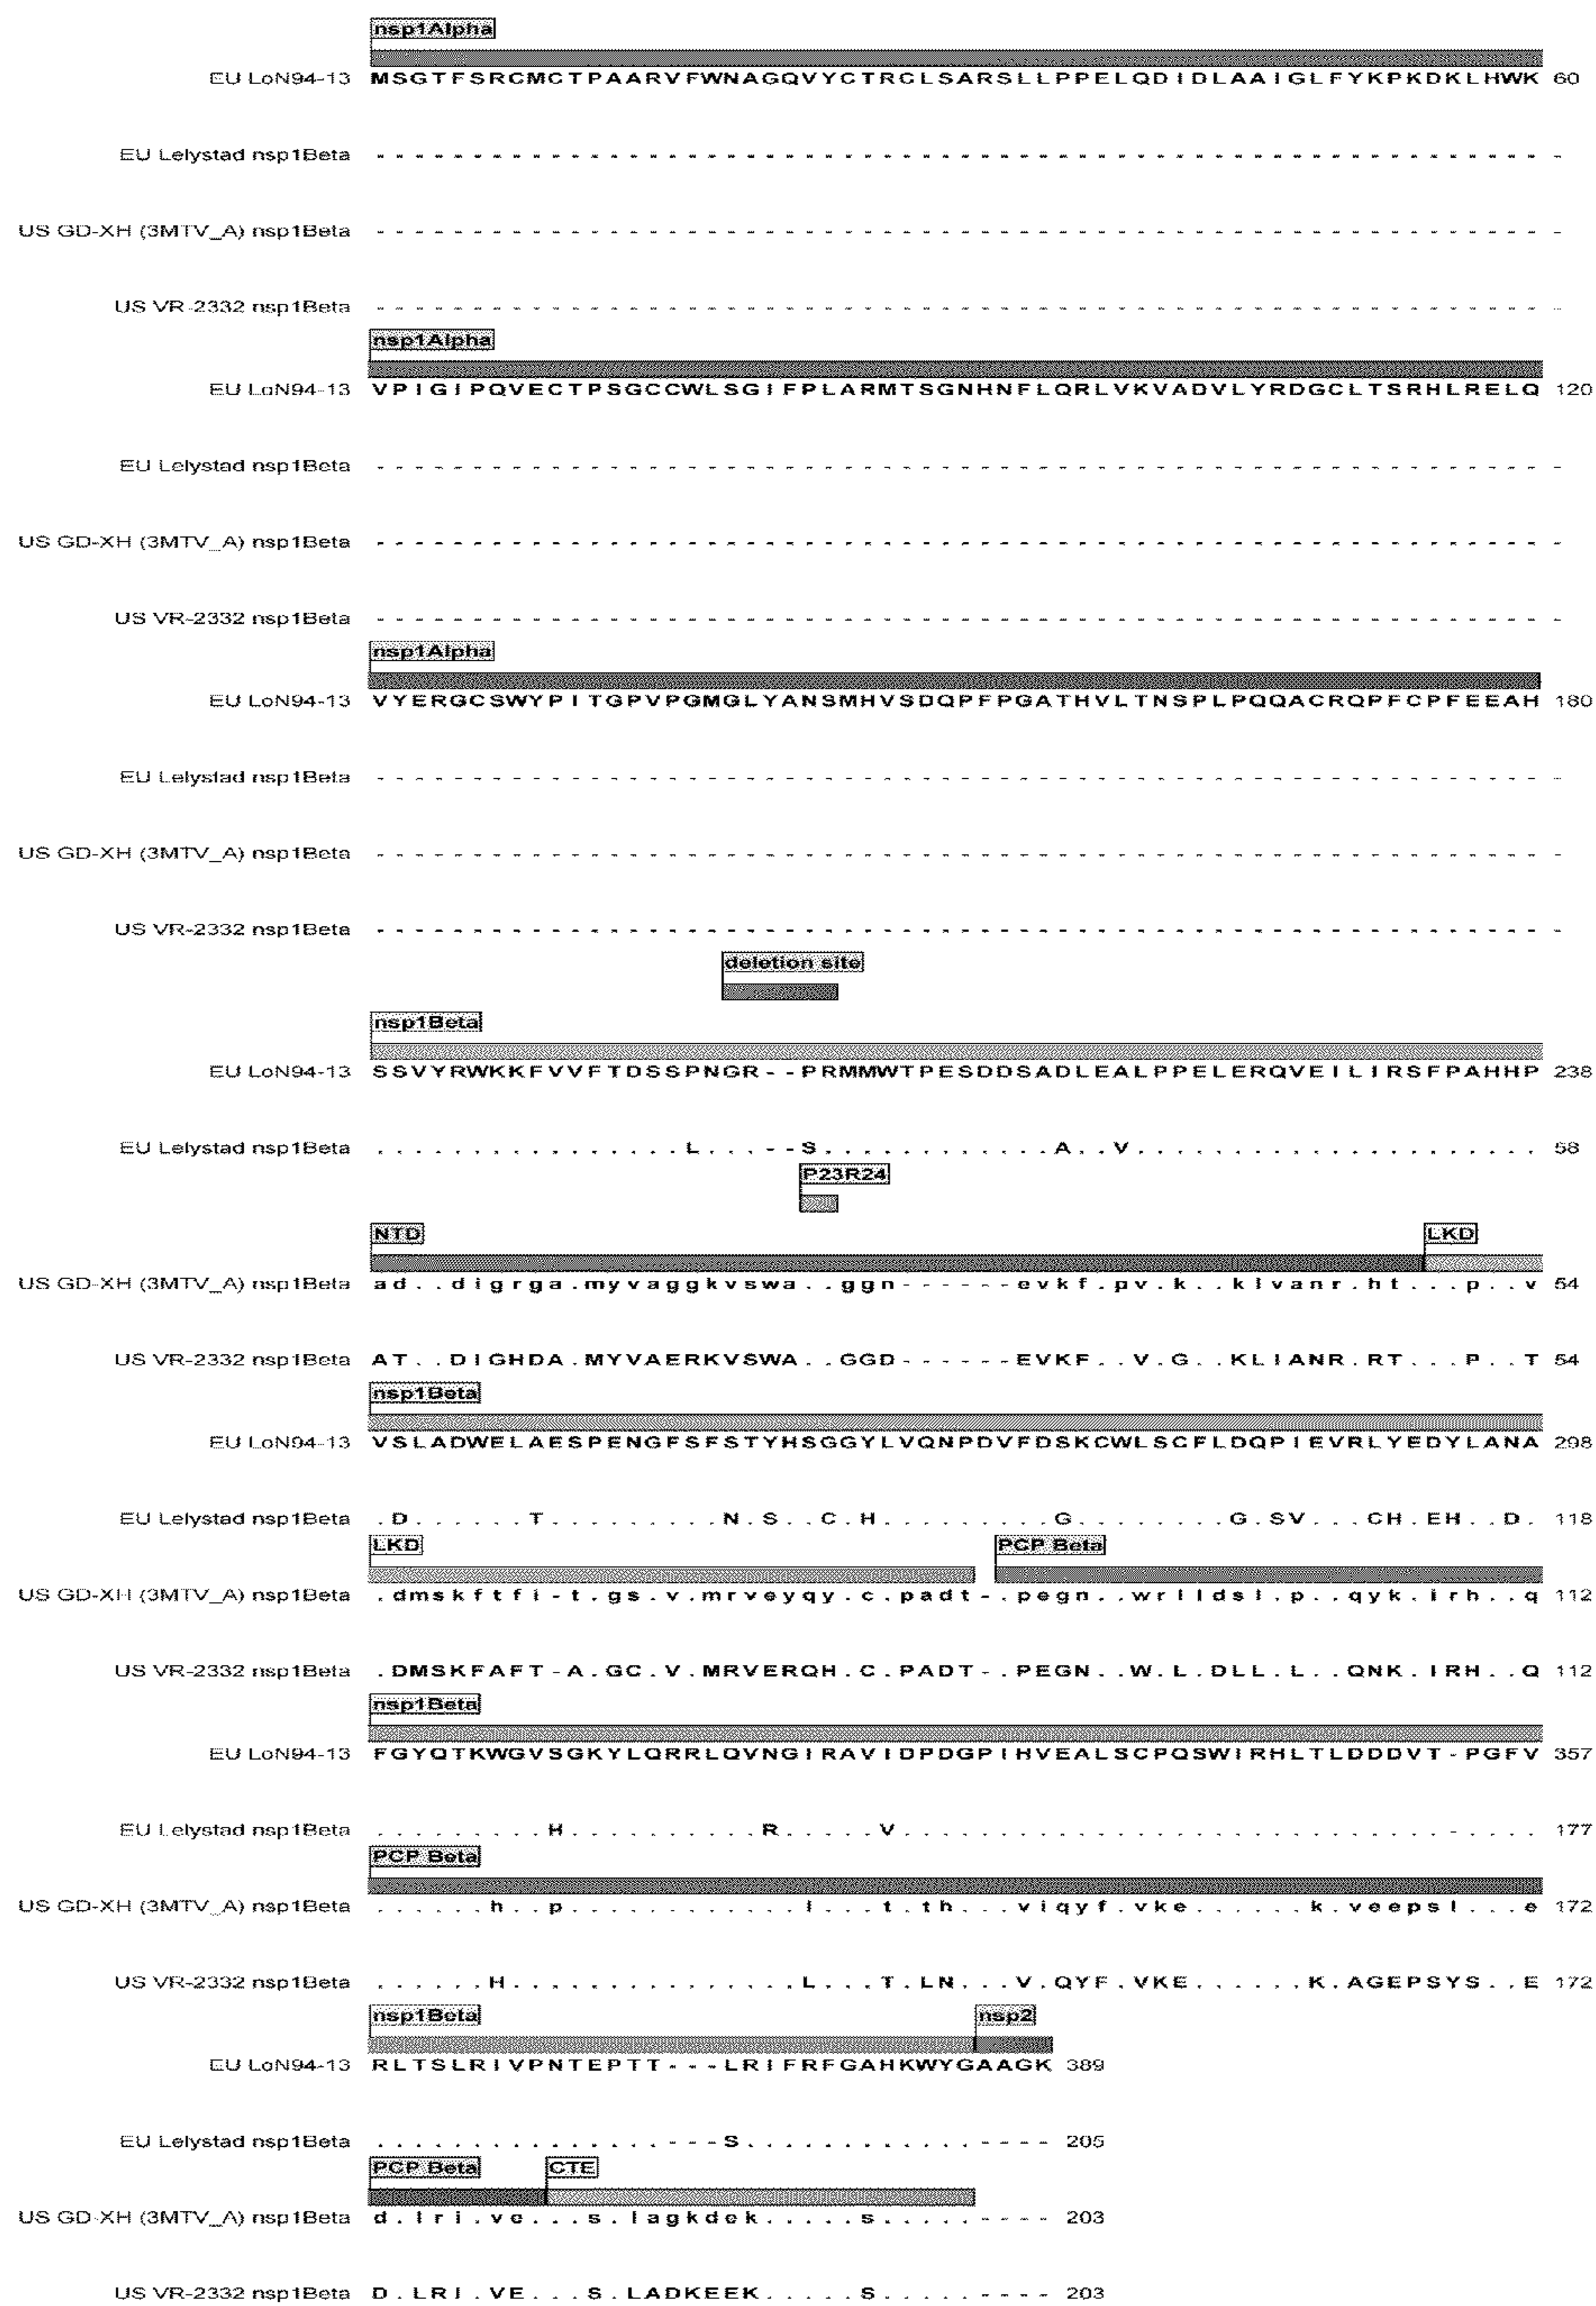 nsp1Alpha
EU LoN94-13 MSGTFSRCMCTPAARVFWNAGQVYCTRCLSARSLLPPELQDIDLAAIGLFYKPKDKLHWK 60
EU Lelystad nsp1Beta ------------------------------------------------------------ -
US GD-XH (3MTV_A) nsp1Beta ------------------------------------------------------------ -
US VR-2332 nsp1Beta ------------------------------------------------------------ -
nsp1Alpha
EU LoN94-13 VPIGIPQVECTPSGCCWLSGIFPLARMTSGNHNFLQRLVKVADVLYRDGCLTSRHLRELQ 120
EU Lelystad nsp1Beta ------------------------------------------------------------ -
US GD-XH (3MTV_A) nsp1Beta ------------------------------------------------------------ -
US VR-2332 nsp1Beta ------------------------------------------------------------ -
nsp1Alpha
EU LoN94-13 VYERGCSWYPITGPVPGMGLYANSMHVSDQPFPGATHVLTNSPLPQQACRQPFCPFEEAH 180
EU Lelystad nsp1Beta ------------------------------------------------------------ -
US GD-XH (3MTV_A) nsp1Beta ------------------------------------------------------------ -
US VR-2332 nsp1Beta ------------------------------------------------------------ -
deletion site
nsp1Beta
EU LoN94-13 SSVYRWKKFVVFTDSSPNGR--PRMMWTPESDDSADLEALPPELERQVEILIRSFPAHHP 238
EU Lelystad nsp1Beta ................L...--S............A..V..................... 58
P23R24
NTD LKD
US GD-XH (3MTV_A) nsp1Beta ad..digrga.myvaggkvswa..ggn------evkf.pv.k..klvanr.ht...p..v 54
US VR-2332 nsp1Beta AT..DIGHDA.MYVAERKVSWA..GGD------EVKF..V.G..KLIANR.RT...P..T 54
nsp1Beta
EU LoN94-13 VSLADWELAESPENGFSFSTYHSGGYLVQNPDVFDSKCWLSCFLDQPIEVRLYEDYLANA 298
EU Lelystad nsp1Beta .D......T.........N.S..C.H.........G........G.SV...CH.EH..D. 118
LKD PCP Beta
US GD-XH (3MTV_A) nsp1Beta .dmskftfi-t.gs.v.mrveyqy.c.padt-.pegn..wrlldsl.p..qyk.irh..q 112
US VR-2332 nsp1Beta .DMSKFAFT-A.GC.V.MRVERQH.C.PADT-.PEGN..W.L.DLL.L..QNK.IRH..Q 112
nsp1Beta
EU LoN94-13 FGYQTKWGVSGKYLQRRLQVNGIRAVIDPDGPIHVEALSCPQSWIRHLTLDDDVT-PGFV 357
EU Lelystad nsp1Beta .........H..........R.....V............................-.... 177
PCP Beta
US GD-XH (3MTV_A) nsp1Beta ......h..p............l...t.th...viqyf.vke......k.veepsl...e 172
US VR-2332 nsp1Beta ......H...............L...T.LN...V.QYF.VKE......K.AGEPSYS..E 172
nsp1Beta nsp2
EU LoN94-13 RLTSLRIVPNTEPTT---LRIFRFGAHKWYGAAGK 389
EU Lelystad nsp1Beta ...............---S............---- 205
PCP Beta CTE
US GD-XH (3MTV_A) nsp1Beta d.lri.ve...s.lagkdek.....s.....---- 203
US VR-2332 nsp1Beta D.LRI.VE...S.LADKEEK.....S.....---- 203